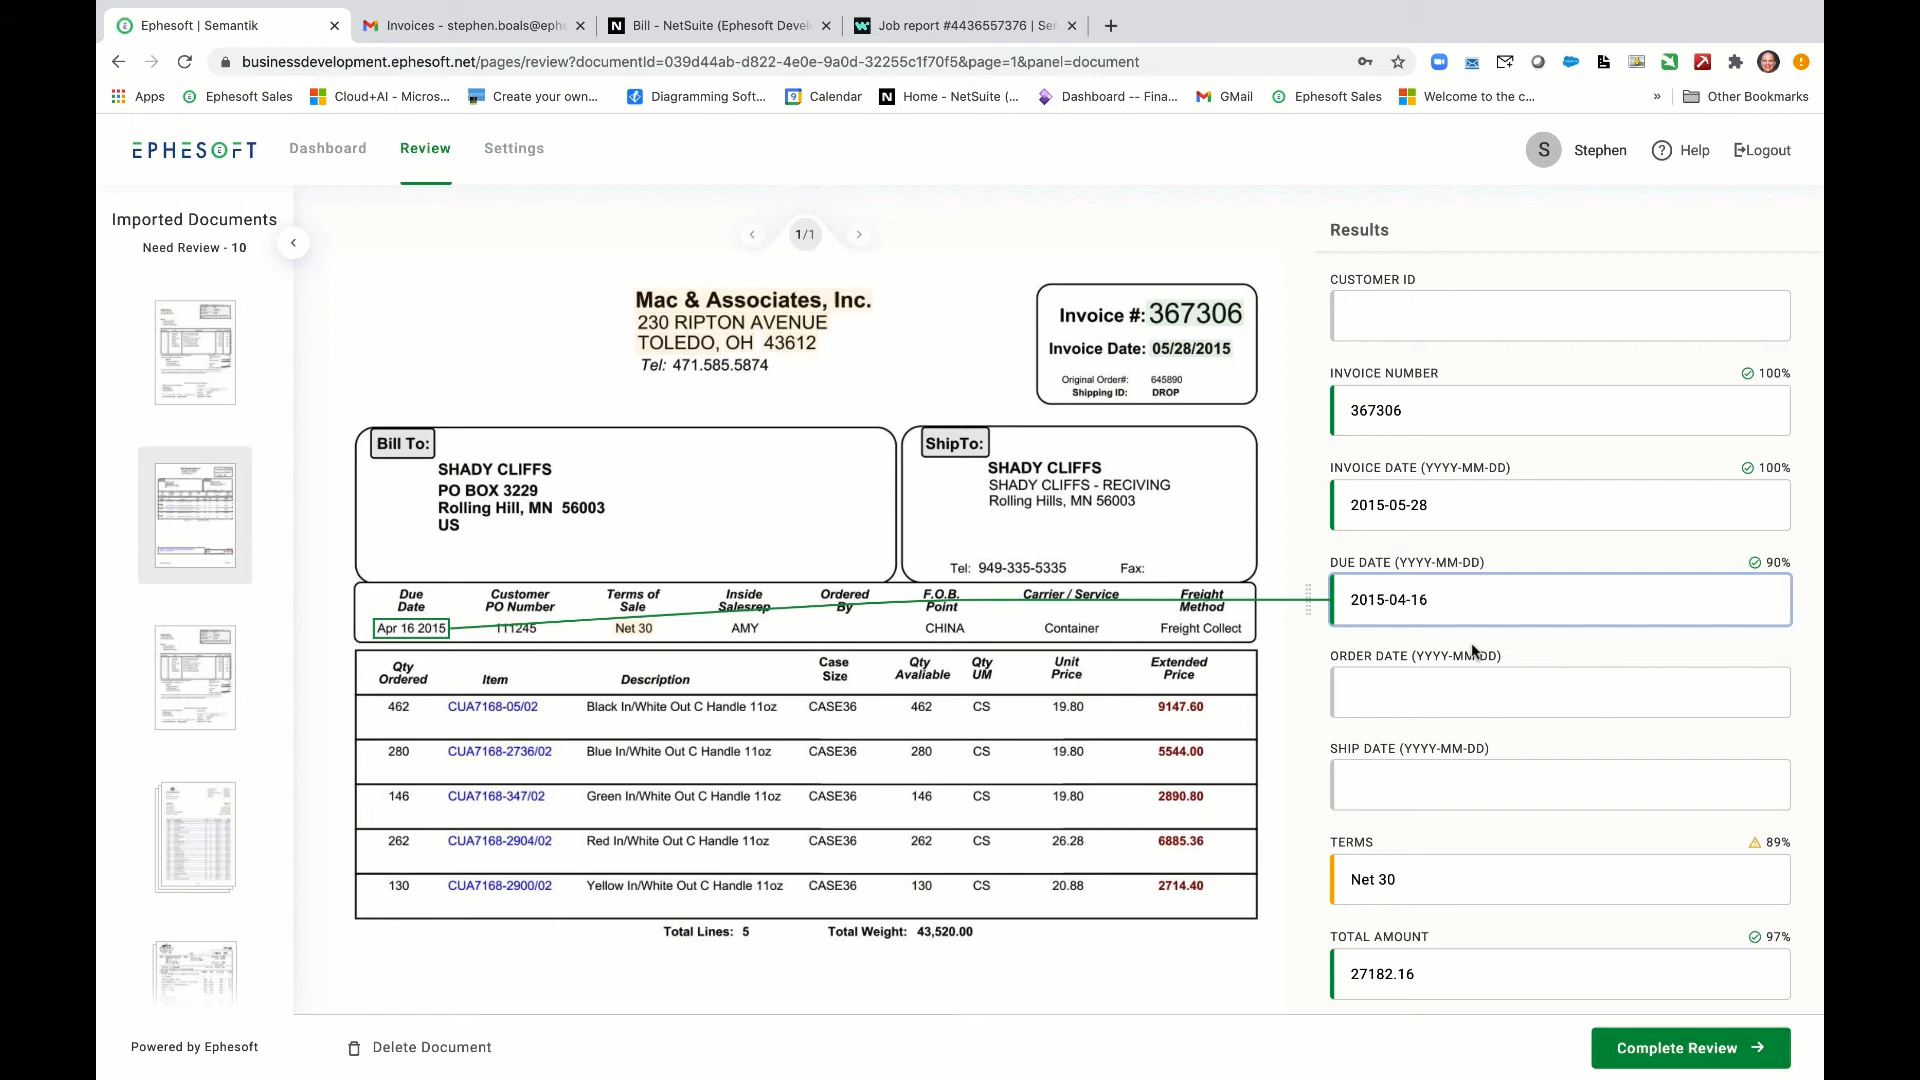 Ephesoft | Semantik
Invoices - stephen.boals@ephe
Bill - NetSuite (Ephesoft Devel
Job report #4436557376 | Sem
businessdevelopment.ephesoft.net/pages/review?documentId=039d44ab-d822-4e0e-9a0d-32255c1f70f5&page=1&panel=document
Apps
Ephesoft Sales
Cloud+AI - Micros...
Create your own...
Diagramming Soft...
Calendar
Home - NetSuite (...
Dashboard -- Fina...
GMail
Ephesoft Sales
Welcome to the c...
»
Other Bookmarks
EPHESOFT
Dashboard
Review
Settings
S
Stephen
Help
Logout
Imported Documents
Need Review - 10
1/1
Mac & Associates, Inc.
230 RIPTON AVENUE
TOLEDO, OH 43612
Tel: 471.585.5874
Invoice #: 367306
Invoice Date: 05/28/2015
Original Order#: 645890
Shipping ID: DROP
Bill To:
SHADY CLIFFS
PO BOX 3229
Rolling Hill, MN 56003
US
ShipTo:
SHADY CLIFFS
SHADY CLIFFS - RECIVING
Rolling Hills, MN 56003
Tel: 949-335-5335 Fax:
Due Date Customer PO Number Terms of Sale Inside Salesrep Ordered By F.O.B. Point Carrier / Service Freight Method
Apr 16 2015 111245 Net 30 AMY CHINA Container Freight Collect
Qty Ordered Item Description Case Size Qty Avaliable Qty UM Unit Price Extended Price
462 CUA7168-05/02 Black In/White Out C Handle 11oz CASE36 462 CS 19.80 9147.60
280 CUA7168-2736/02 Blue In/White Out C Handle 11oz CASE36 280 CS 19.80 5544.00
146 CUA7168-347/02 Green In/White Out C Handle 11oz CASE36 146 CS 19.80 2890.80
262 CUA7168-2904/02 Red In/White Out C Handle 11oz CASE36 262 CS 26.28 6885.36
130 CUA7168-2900/02 Yellow In/White Out C Handle 11oz CASE36 130 CS 20.88 2714.40
Total Lines: 5 Total Weight: 43,520.00
Results
CUSTOMER ID
INVOICE NUMBER 100%
367306
INVOICE DATE (YYYY-MM-DD) 100%
2015-05-28
DUE DATE (YYYY-MM-DD) 90%
2015-04-16
ORDER DATE (YYYY-MM-DD)
SHIP DATE (YYYY-MM-DD)
TERMS 89%
Net 30
TOTAL AMOUNT 97%
27182.16
Powered by Ephesoft
Delete Document
Complete Review